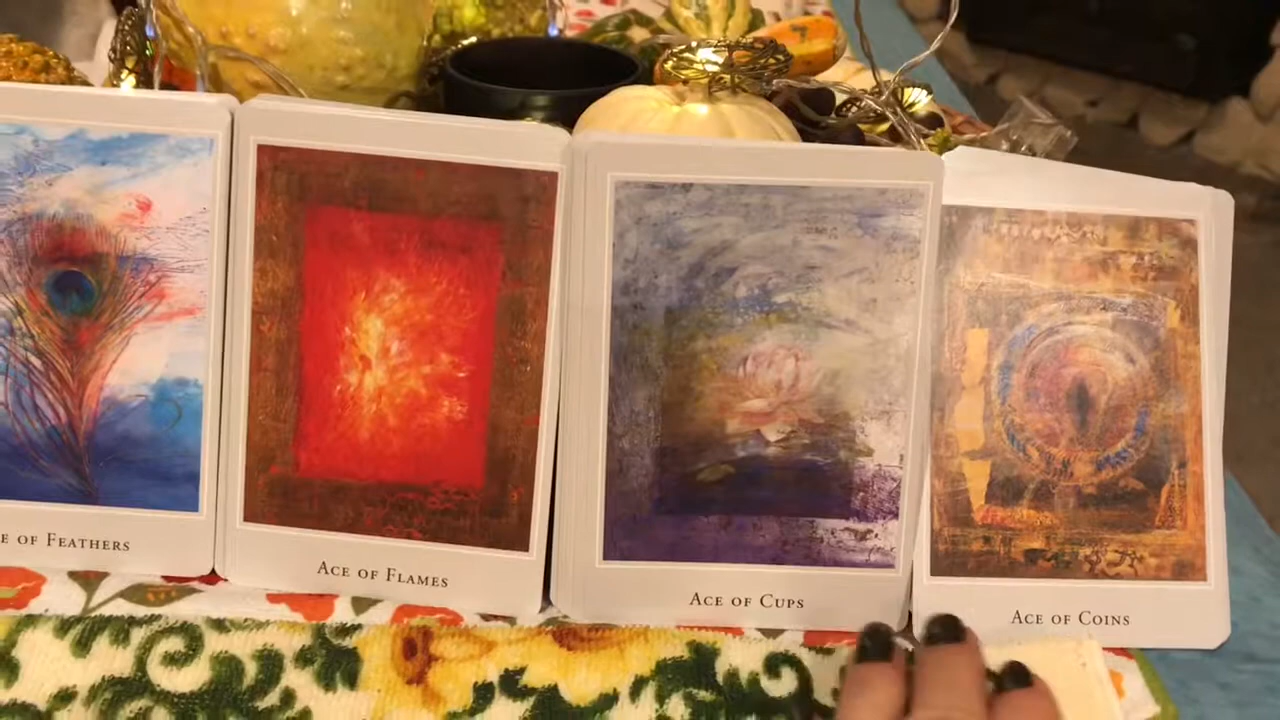 E OF FEATHERS
ACE OF FLAMES
ACE OF CUPS
ACE OF COINS